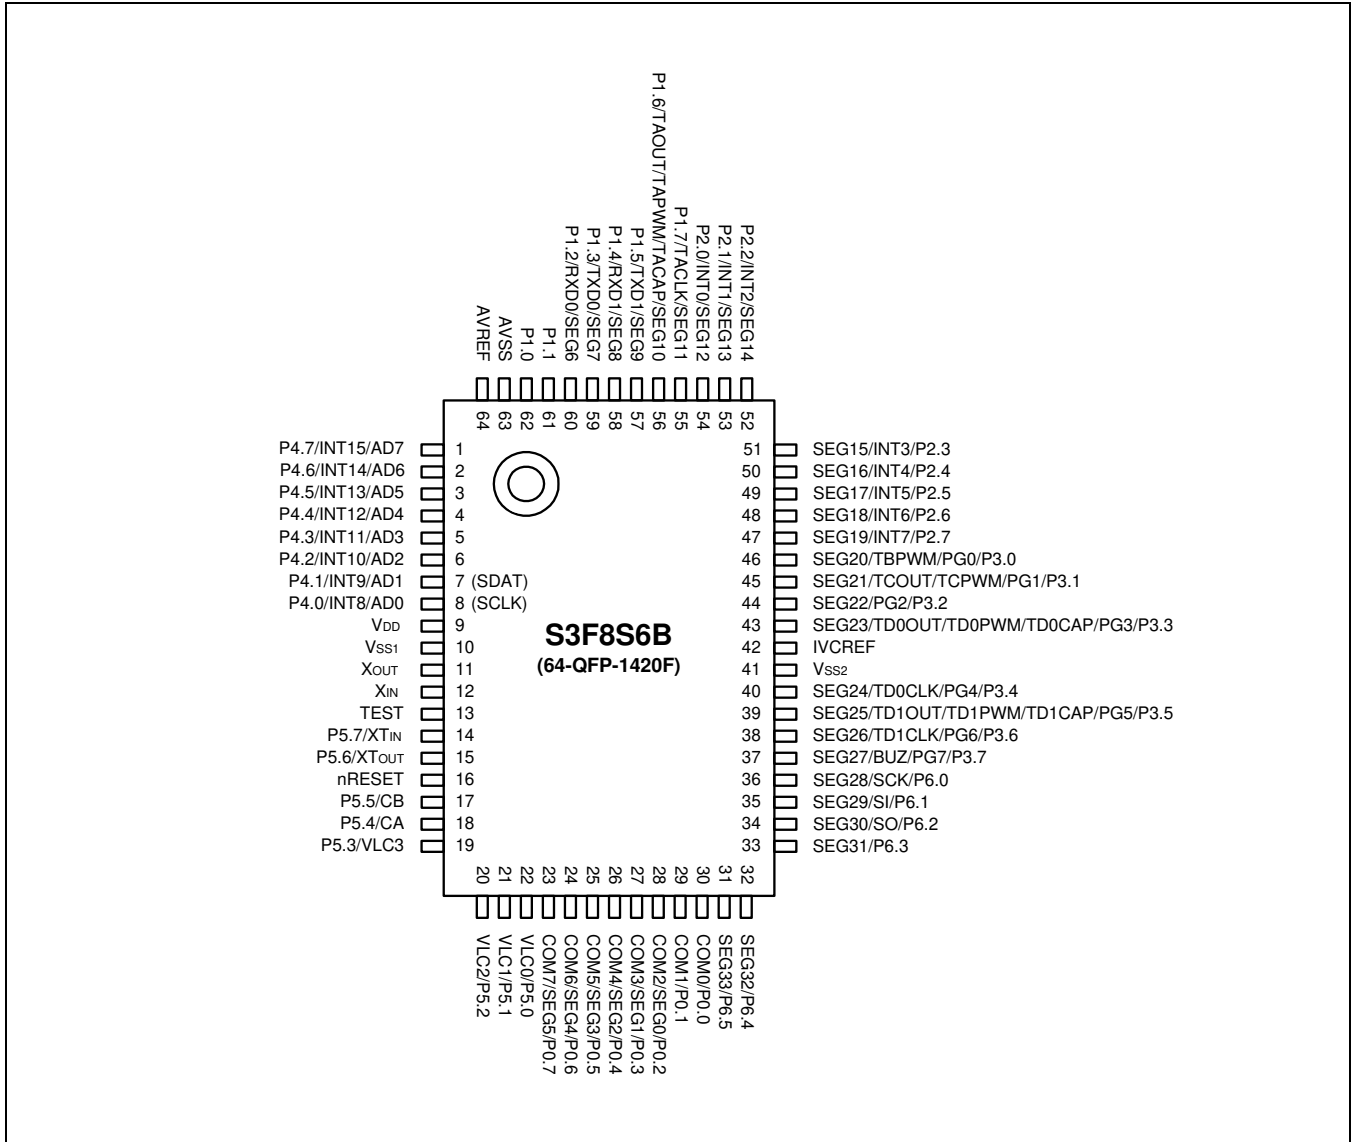 P1.6/TAOUT/TAPWM/TACAP/SEG10
P1.7/TACLK/SEG11
P2.0/INT0/SEG12
P2.1/INT1/SEG13
P2.2/INT2/SEG14
P1.5/TXD1/SEG9
P1.4/RXD1/SEG8
P1.3/TXD0/SEG7
P1.2/RXD0/SEG6
P1.1
P1.0
AVSS
AVREF
64 63 62 61 60 59 58 57 56 55 54 53 52
P4.7/INT15/AD7 1
P4.6/INT14/AD6 2
P4.5/INT13/AD5 3
P4.4/INT12/AD4 4
P4.3/INT11/AD3 5
P4.2/INT10/AD2 6
P4.1/INT9/AD1 7 (SDAT)
P4.0/INT8/AD0 8 (SCLK)
VDD 9
VSS1 10
XOUT 11
XIN 12
TEST 13
P5.7/XTIN 14
P5.6/XTOUT 15
nRESET 16
P5.5/CB 17
P5.4/CA 18
P5.3/VLC3 19
S3F8S6B
(64-QFP-1420F)
51 SEG15/INT3/P2.3
50 SEG16/INT4/P2.4
49 SEG17/INT5/P2.5
48 SEG18/INT6/P2.6
47 SEG19/INT7/P2.7
46 SEG20/TBPWM/PG0/P3.0
45 SEG21/TCOUT/TCPWM/PG1/P3.1
44 SEG22/PG2/P3.2
43 SEG23/TD0OUT/TD0PWM/TD0CAP/PG3/P3.3
42 IVCREF
41 VSS2
40 SEG24/TD0CLK/PG4/P3.4
39 SEG25/TD1OUT/TD1PWM/TD1CAP/PG5/P3.5
38 SEG26/TD1CLK/PG6/P3.6
37 SEG27/BUZ/PG7/P3.7
36 SEG28/SCK/P6.0
35 SEG29/SI/P6.1
34 SEG30/SO/P6.2
33 SEG31/P6.3
20 21 22 23 24 25 26 27 28 29 30 31 32
VLC2/P5.2
VLC1/P5.1
VLC0/P5.0
COM7/SEG5/P0.7
COM6/SEG4/P0.6
COM5/SEG3/P0.5
COM4/SEG2/P0.4
COM3/SEG1/P0.3
COM2/SEG0/P0.2
COM1/P0.1
COM0/P0.0
SEG33/P6.5
SEG32/P6.4